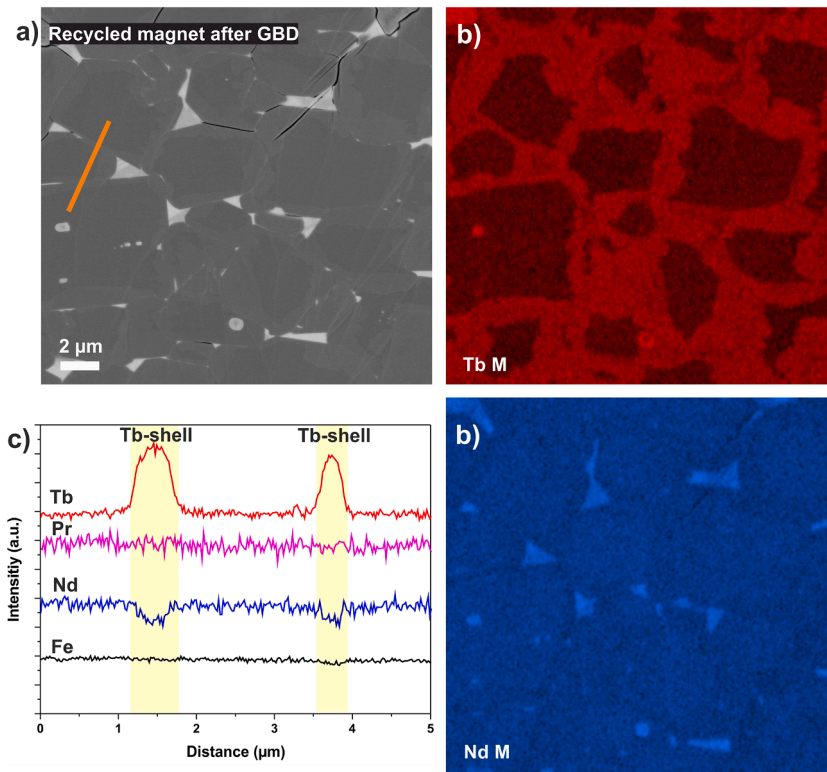 a) Recycled magnet after GBD
2 μm
b)
Tb M
c)
Tb-shell Tb-shell
Tb
Pr
Nd
Fe
Intensitiy (a.u.)
0 1 2 3 4 5
Distance (μm)
b)
Nd M